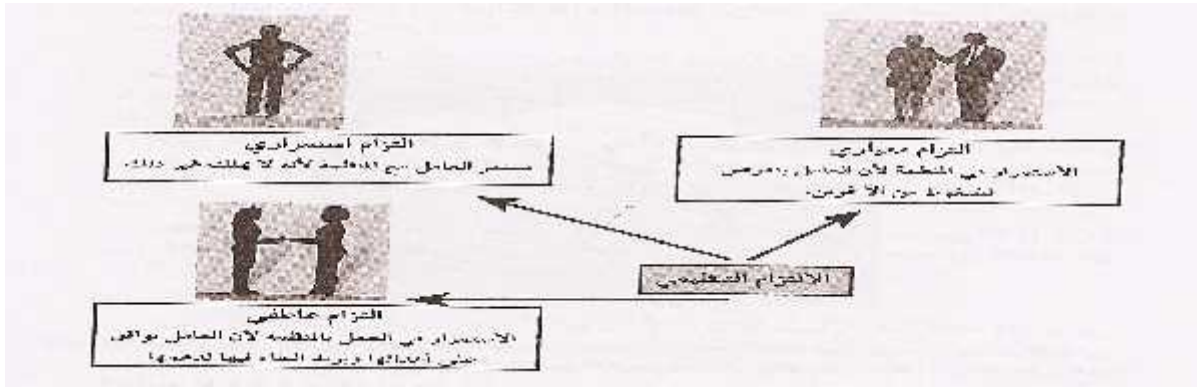 التزام معياري
الاستمرار في المنظمة لأن العامل يتعرض
لضغوط من الآخرين.
التزام استمراري
يستمر العامل مع المنظمة لأنه لا يملك غير ذلك.
الالتزام التنظيمي
التزام عاطفي
الاستمرار في العمل بالمنظمة لأن العامل يوافق
على أهدافها ويريد البقاء فيها لدعمها